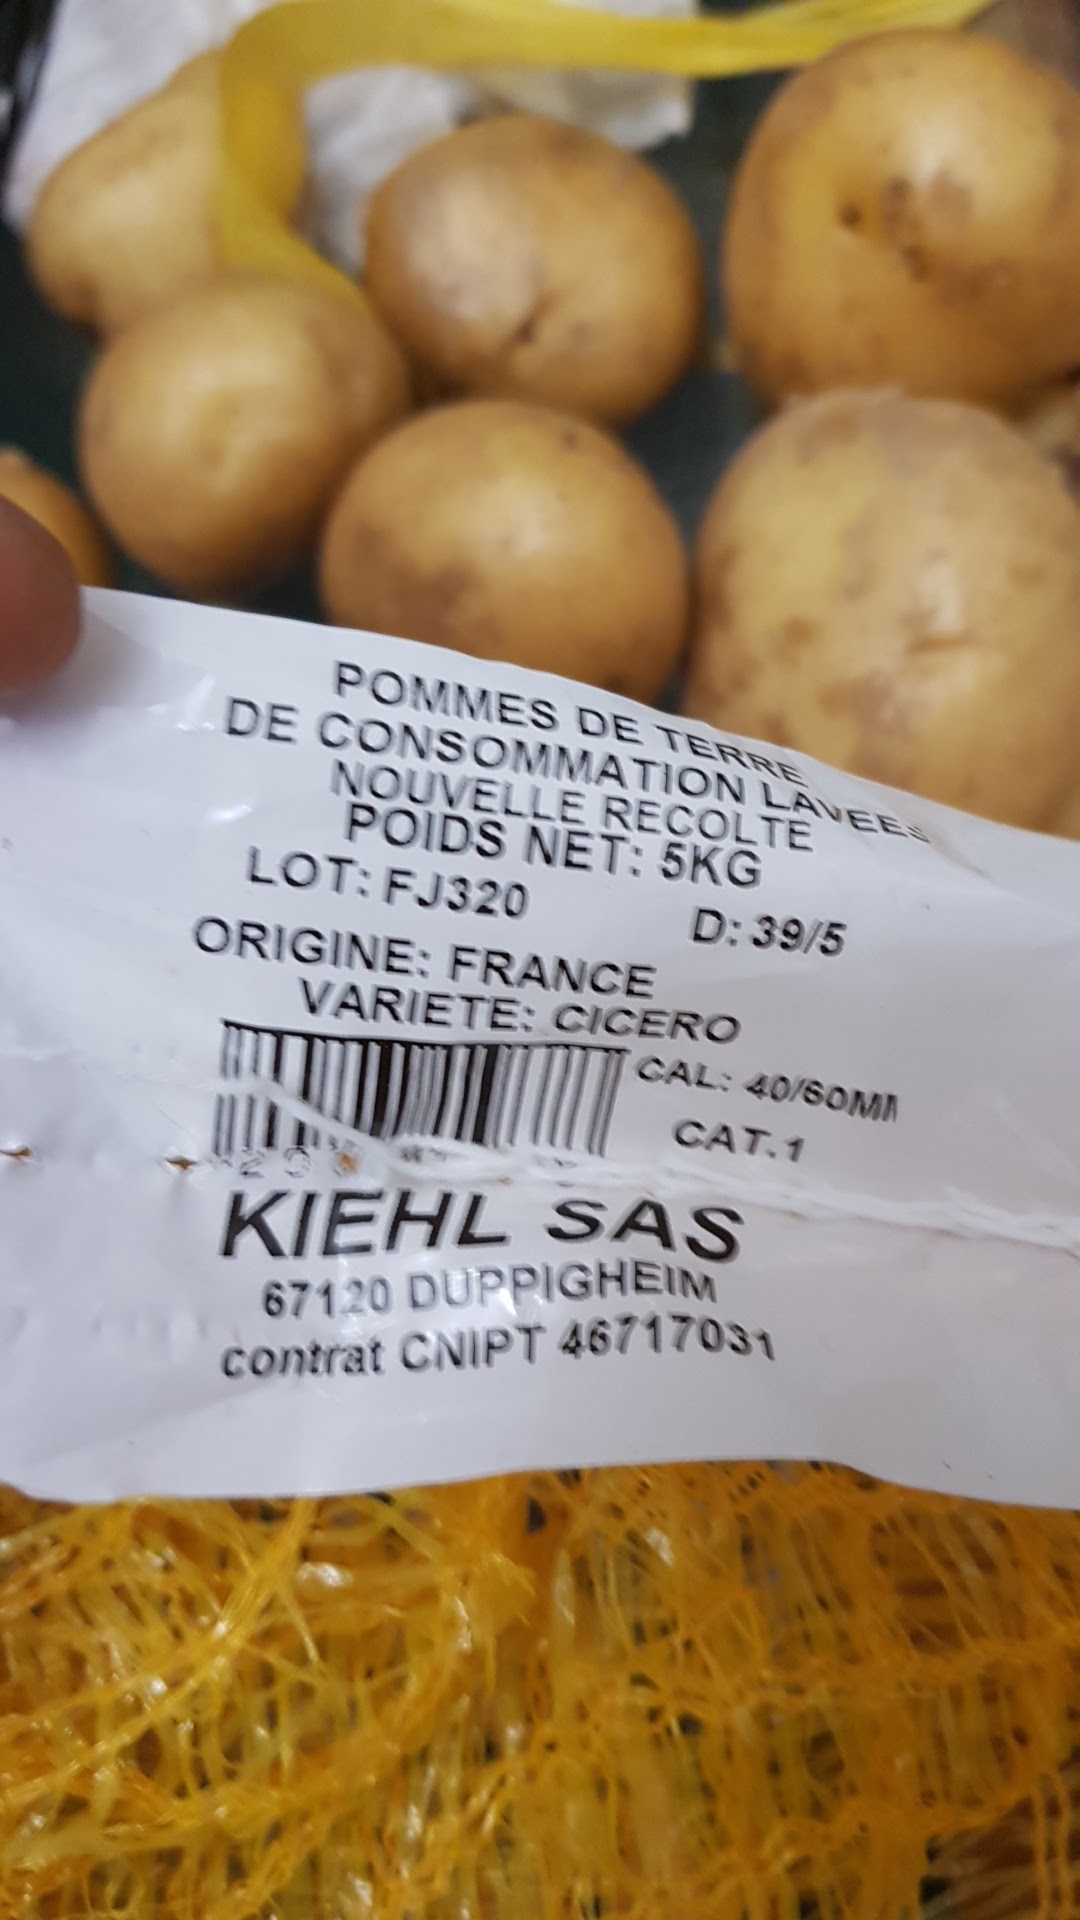 POMMES DE TERRE
DE CONSOMMATION LAVEES
NOUVELLE RECOLTE
POIDS NET: 5KG
LOT: FJ320 D: 39/5
ORIGINE: FRANCE
VARIETE: CICERO
CAL: 40/60MM
CAT.1
KIEHL SAS
67120 DUPPIGHEIM
contrat CNIPT 46717031